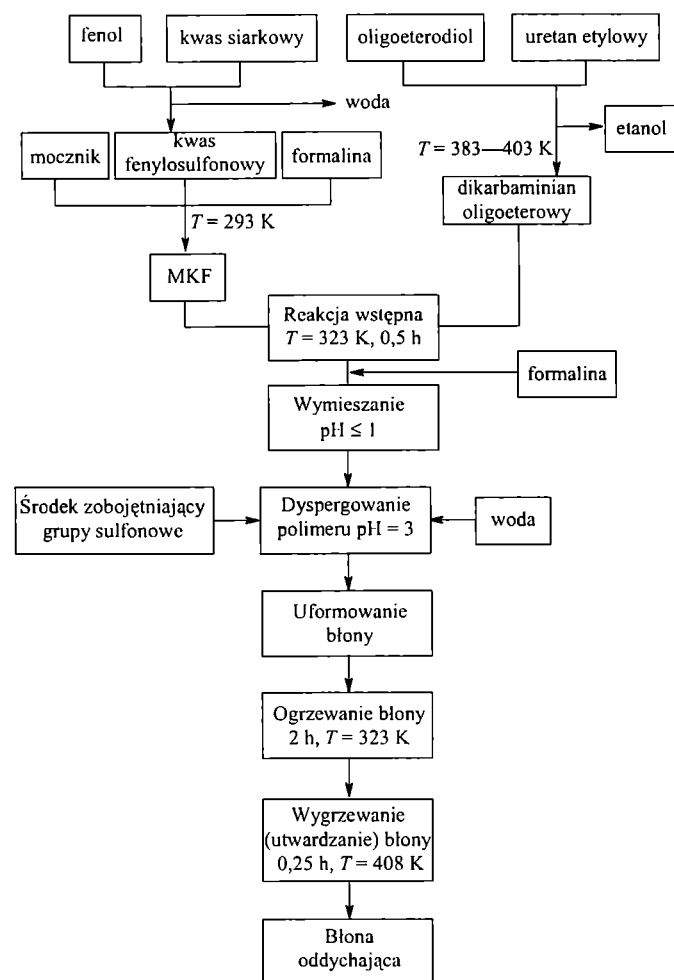 fenol
kwas siarkowy
oligoeterodiol
uretan etylowy
woda
etanol
mocznik
kwas
fenylosulfonowy
formalina
T = 383—403 K
dikarbaminian
oligoeterowy
T = 293 K
MKF
Reakcja wstępna
T = 323 K, 0,5 h
formalina
Wymieszanie
pH ≤ 1
Środek zobojętniający
grupy sulfonowe
Dyspergowanie
polimeru pH = 3
woda
Uformowanie
błony
Ogrzewanie błony
2 h, T = 323 K
Wygrzewanie
(utwardzanie) błony
0,25 h, T = 408 K
Błona
oddychająca